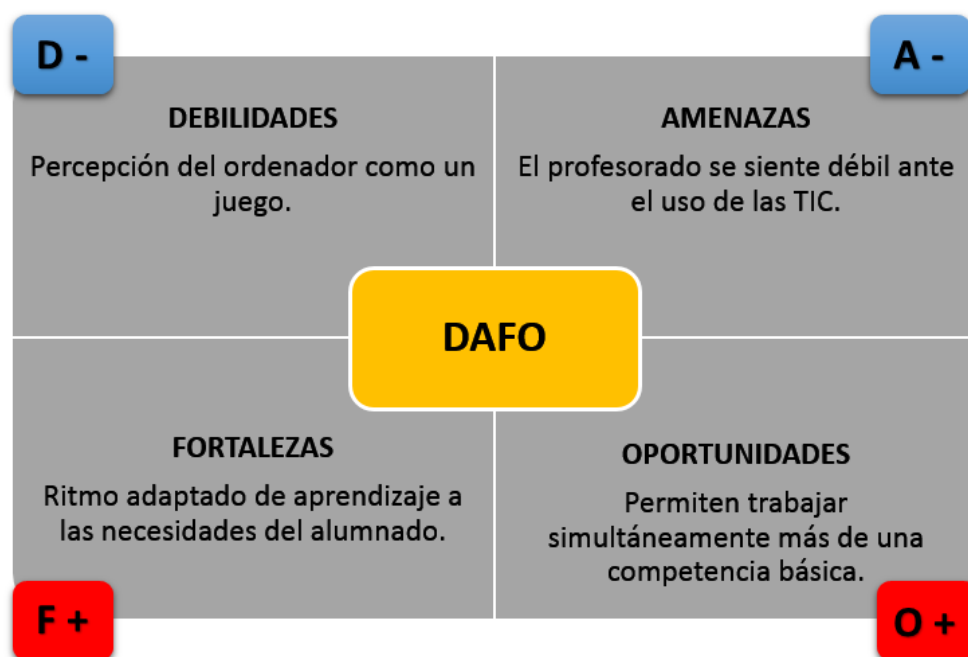 D -
A -
DEBILIDADES
Percepción del ordenador como un
juego.
AMENAZAS
El profesorado se siente débil ante
el uso de las TIC.
DAFO
FORTALEZAS
Ritmo adaptado de aprendizaje a
las necesidades del alumnado.
OPORTUNIDADES
Permiten trabajar
simultáneamente más de una
competencia básica.
F +
O +